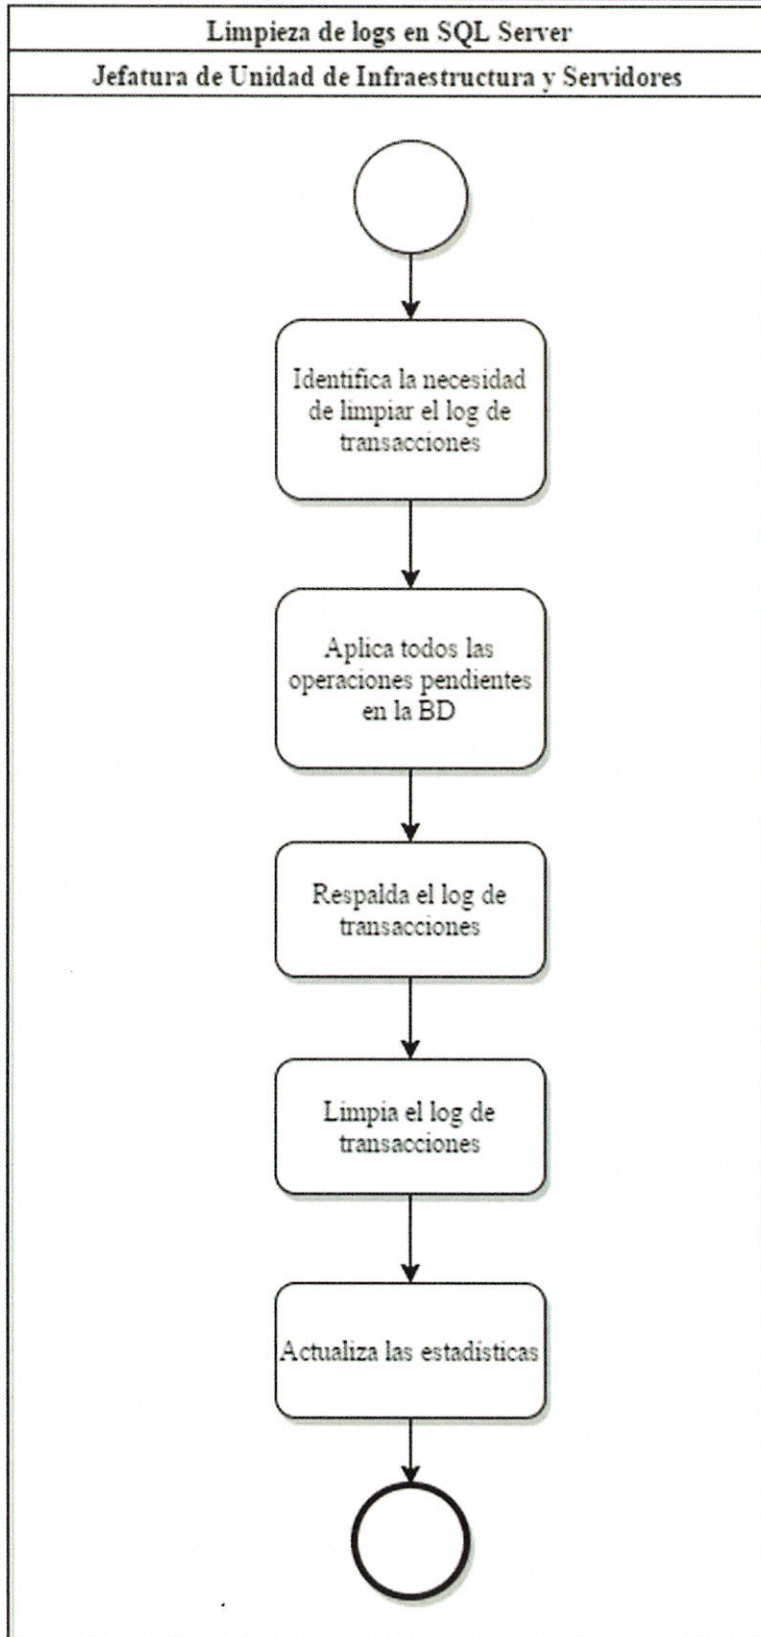 Limpieza de logs en SQL Server
Jefatura de Unidad de Infraestructura y Servidores
Identifica la necesidad
de limpiar el log de
transacciones
Aplica todos las
operaciones pendientes
en la BD
Respalda el log de
transacciones
Limpia el log de
transacciones
Actualiza las estadísticas